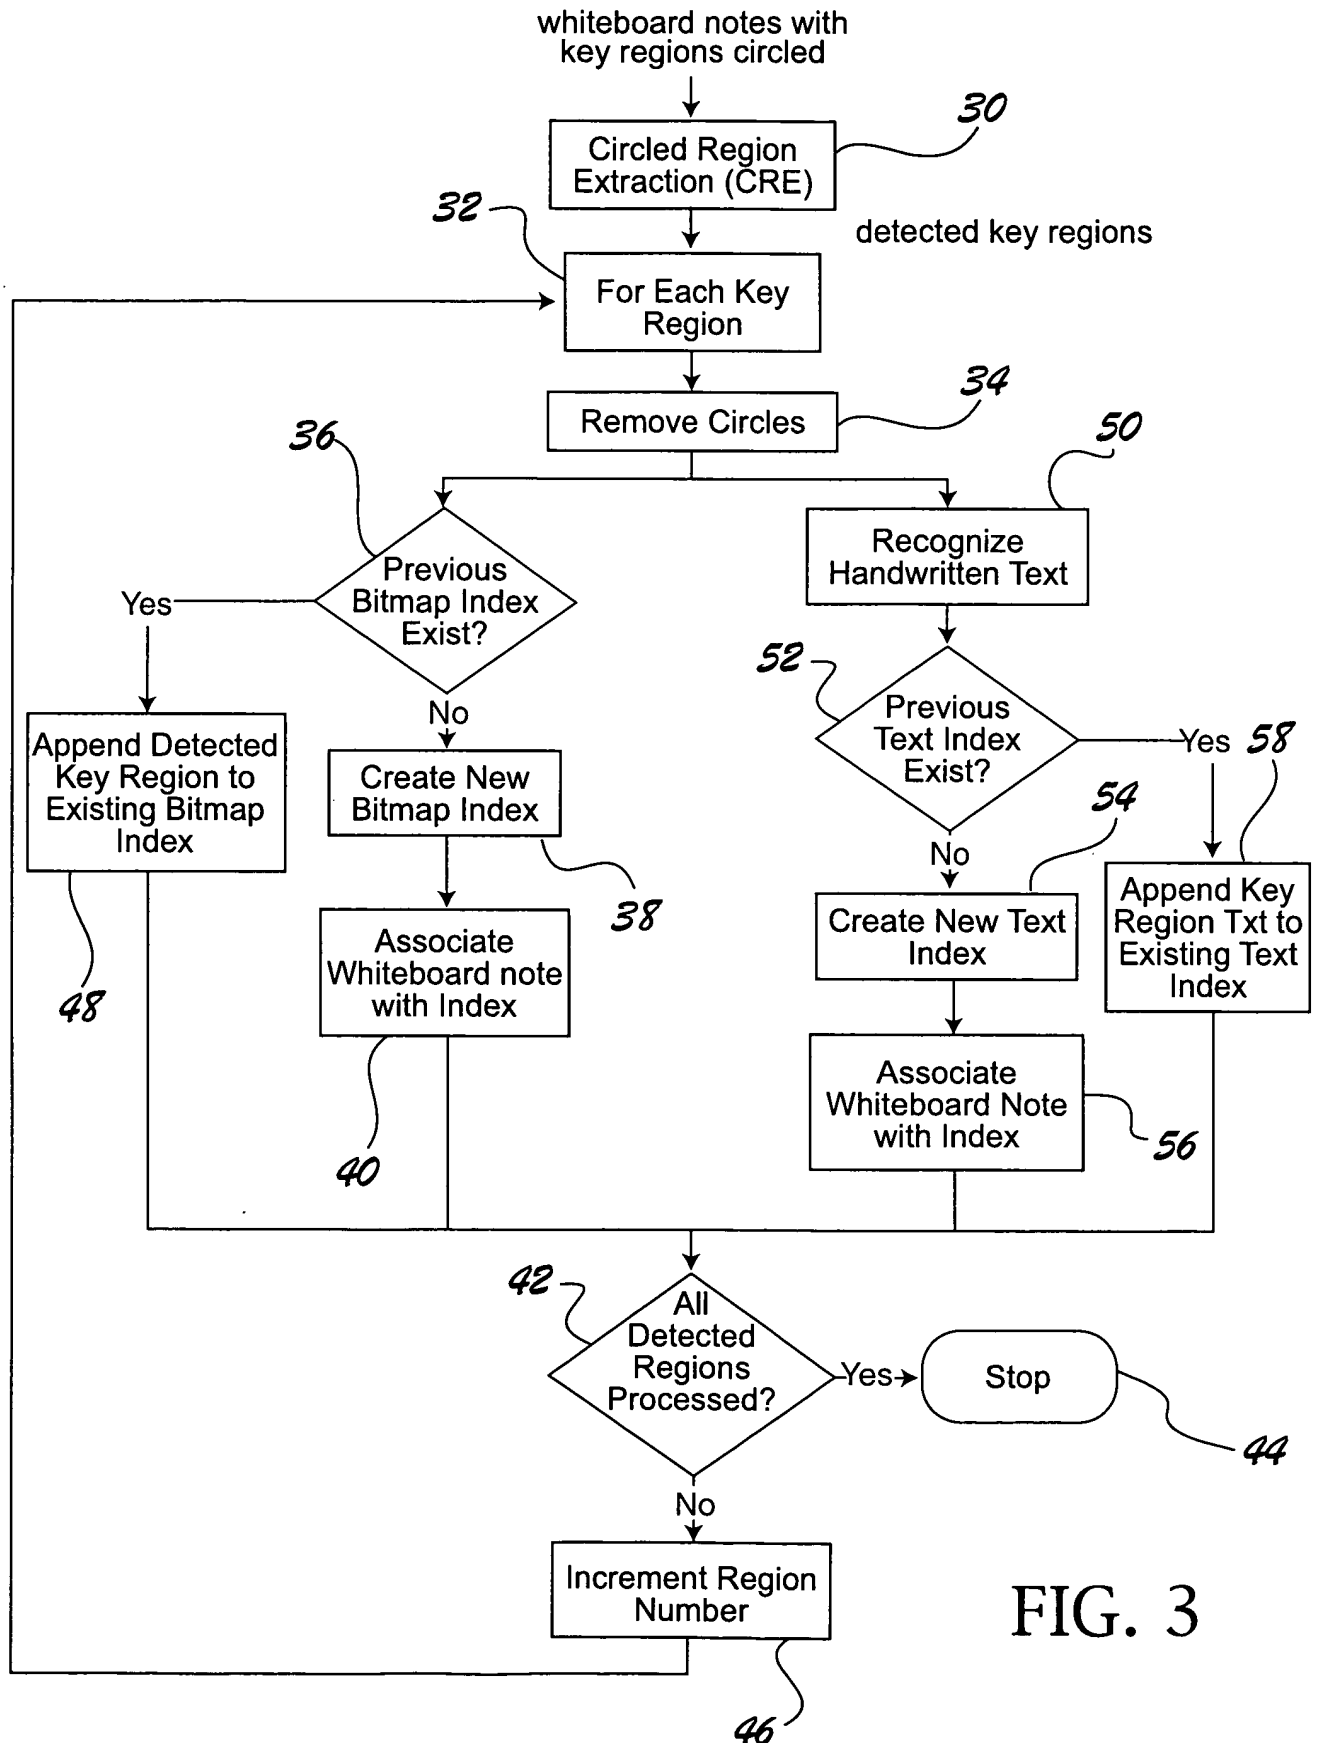 whiteboard notes with
key regions circled
30
Circled Region
Extraction (CRE)
32
detected key regions
For Each Key
Region
34
Remove Circles
36
50
Recognize
Handwritten Text
Previous
Bitmap Index
Exist?
Yes
52
No
Previous
Text Index
Exist?
Yes
58
Append Detected
Key Region to
Existing Bitmap
Index
Create New
Bitmap Index
54
No
38
Append Key
Region Txt to
Existing Text
Index
Create New Text
Index
Associate
Whiteboard note
with Index
48
Associate
Whiteboard Note
with Index
56
40
42
All
Detected
Regions
Processed?
Yes
Stop
44
No
Increment Region
Number
FIG. 3
46